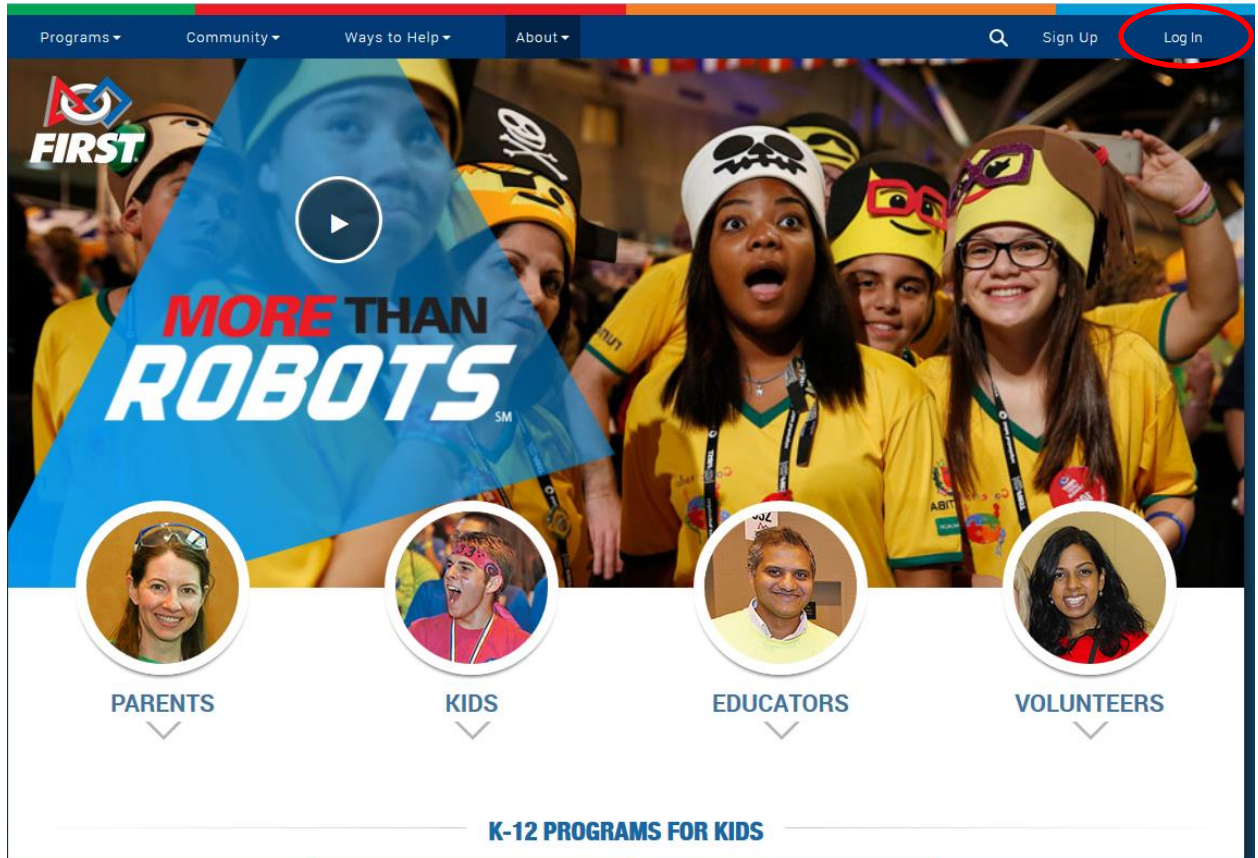 Programs Community Ways to Help About Sign Up Log In
FIRST
MORE THAN
ROBOTS SM
PARENTS KIDS EDUCATORS VOLUNTEERS
K-12 PROGRAMS FOR KIDS